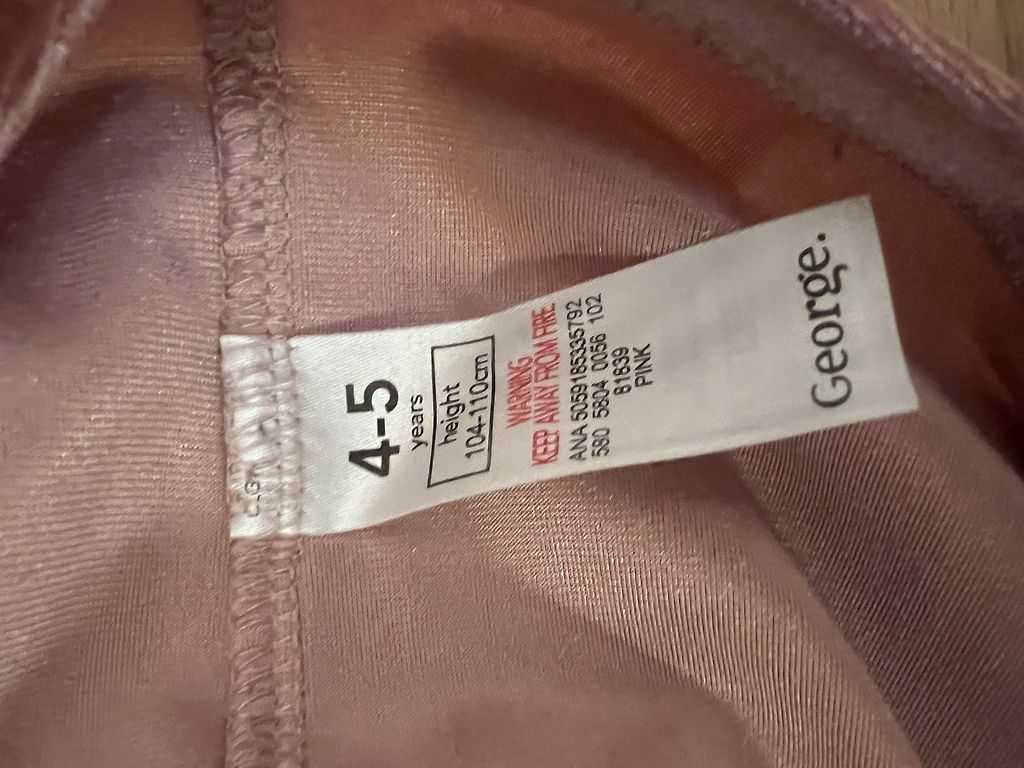 4-5
years
height
104-110cm
WARNING
KEEP AWAY FROM FIRE
ANA 5059185335792
580 5804 0056 102
81839
PINK
George.